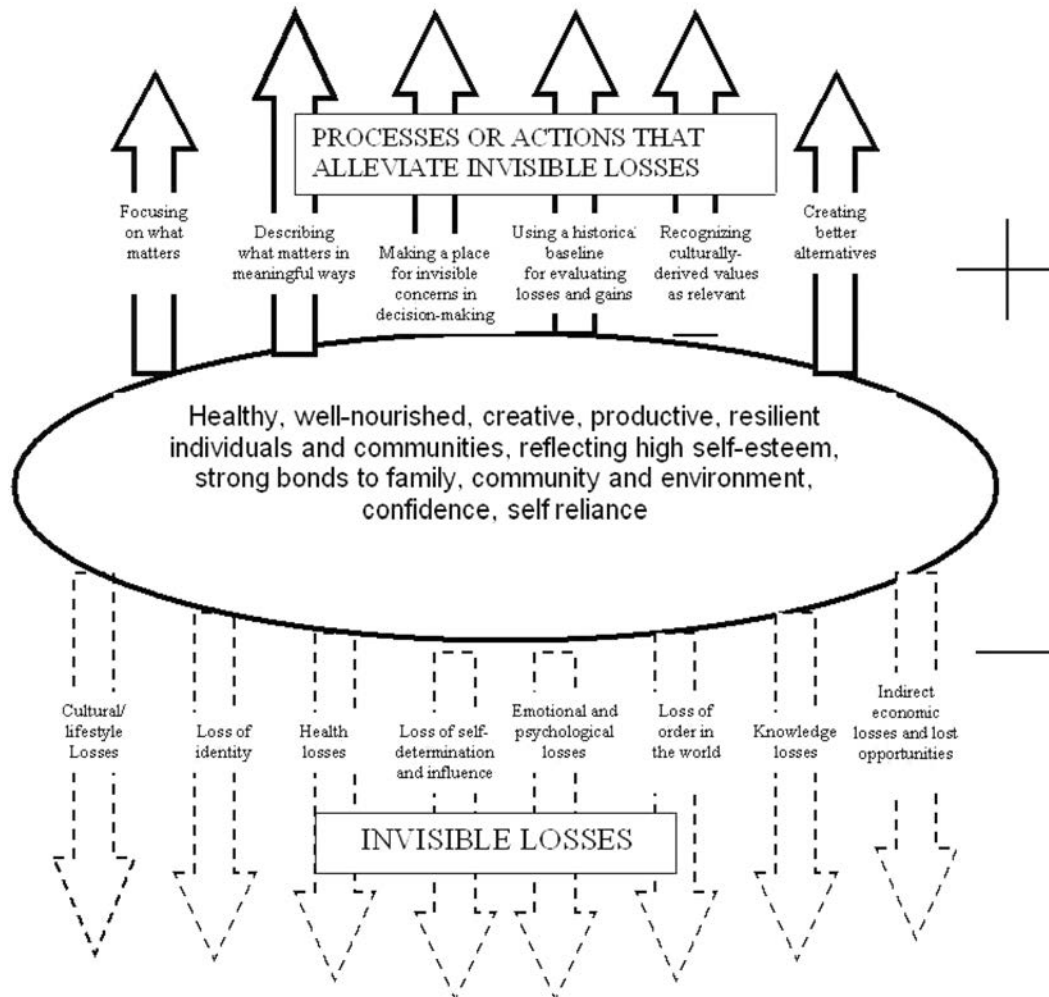 PROCESSES OR ACTIONS THAT
ALLEVIATE INVISIBLE LOSSES
Focusing
on what
matters
Describing
what matters in
meaningful ways
Making a place
for invisible
concerns in
decision-making
Using a historical
baseline
for evaluating
losses and gains
Recognizing
culturally-
derived values
as relevant
Creating
better
alternatives
Healthy, well-nourished, creative, productive, resilient
individuals and communities, reflecting high self-esteem,
strong bonds to family, community and environment,
confidence, self reliance
Cultural/
lifestyle
Losses
Loss of
identity
Health
losses
Loss of self-
determination
and influence
Emotional and
psychological
losses
Loss of
order in
the world
Knowledge
losses
Indirect
economic
losses and lost
opportunities
INVISIBLE LOSSES